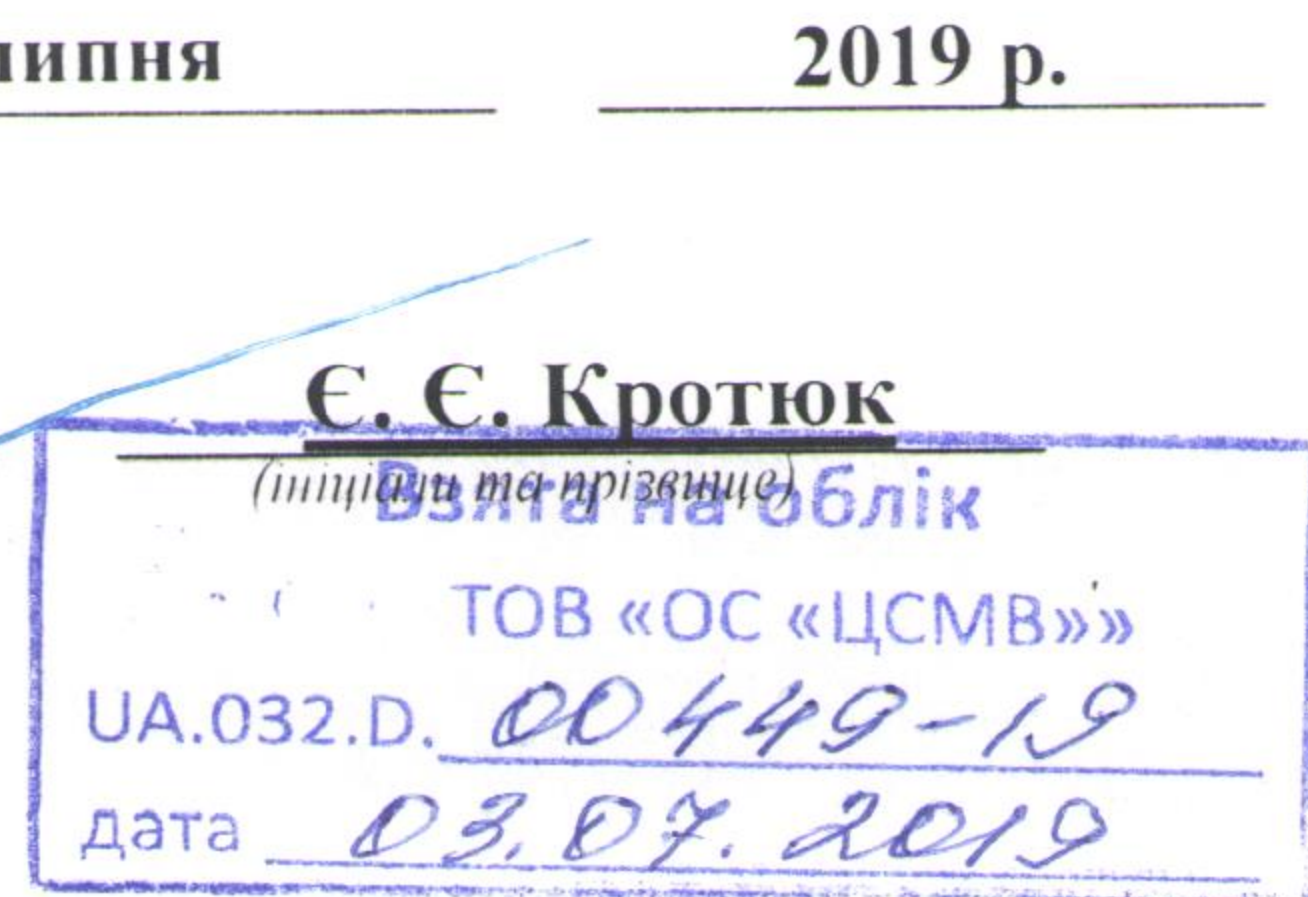 липня 2019 р.
Є. Є. Кротюк
(ініціали та прізвище)
Взята на облік
ТОВ «ОС «ЦСМВ»»
UA.032.D. 00449-19
дата 03.07.2019